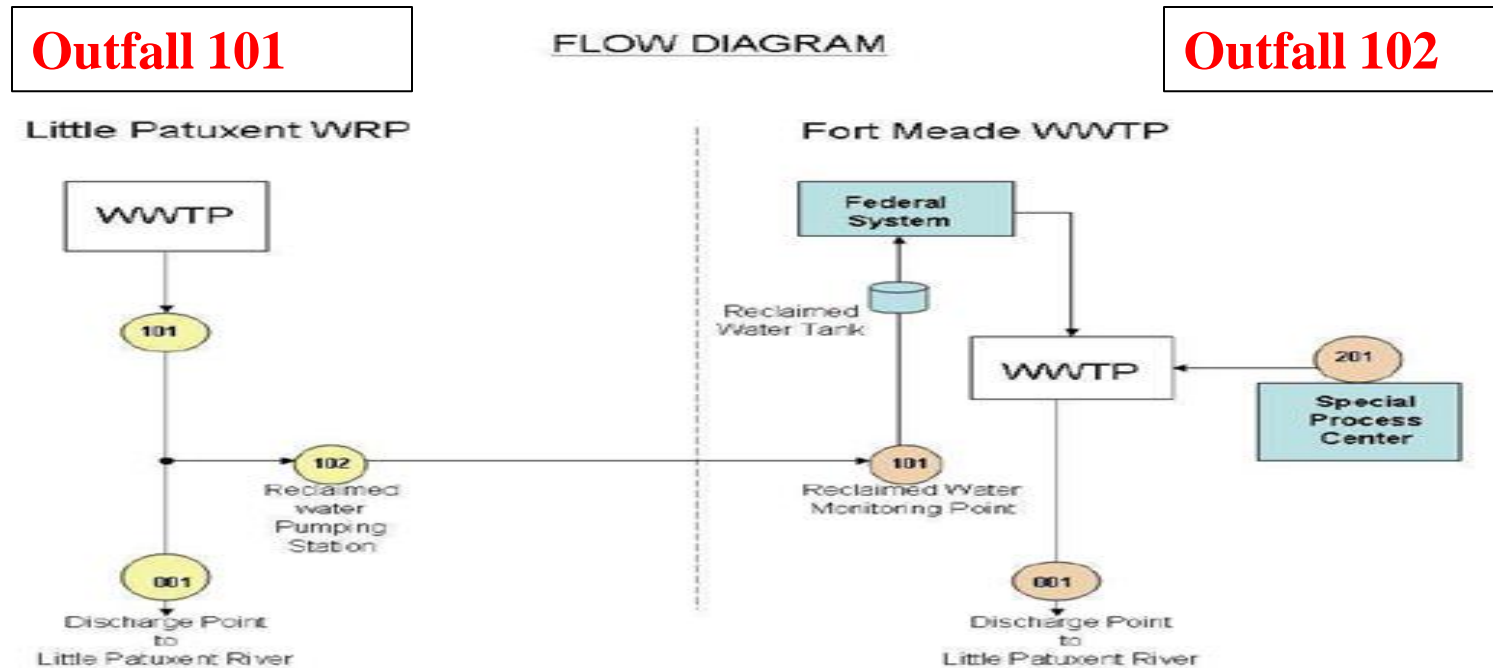 Outfall 101
FLOW DIAGRAM
Outfall 102
Little Patuxent WRP
Fort Meade WWTP
WWTP
Federal
System
101
Reclaimed
Water Tank
WWTP
201
Special
Process
Center
102
Reclaimed
water
Pumping
Station
101
Reclaimed Water
Monitoring Point
001
Discharge Point
to
Little Patuxent River
001
Discharge Point
to
Little Patuxent River